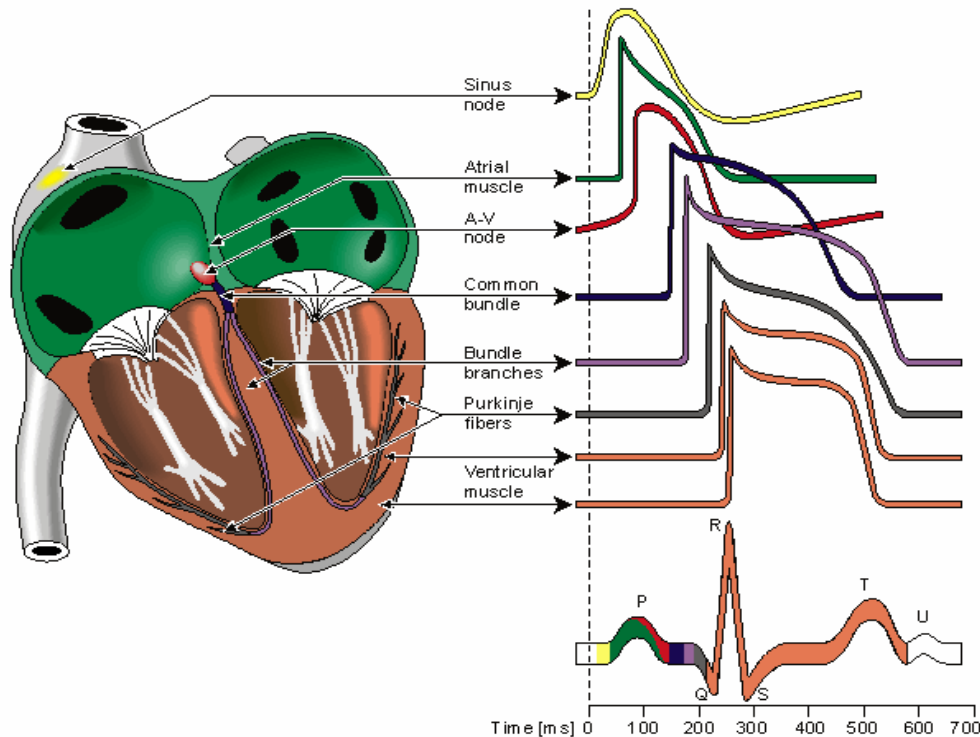 Sinus
node
Atrial
muscle
A-V
node
Common
bundle
Bundle
branches
Purkinje
fibers
Ventricular
muscle
R
P
T
U
Q
S
Time [ms]
0
100
200
300
400
500
600
700